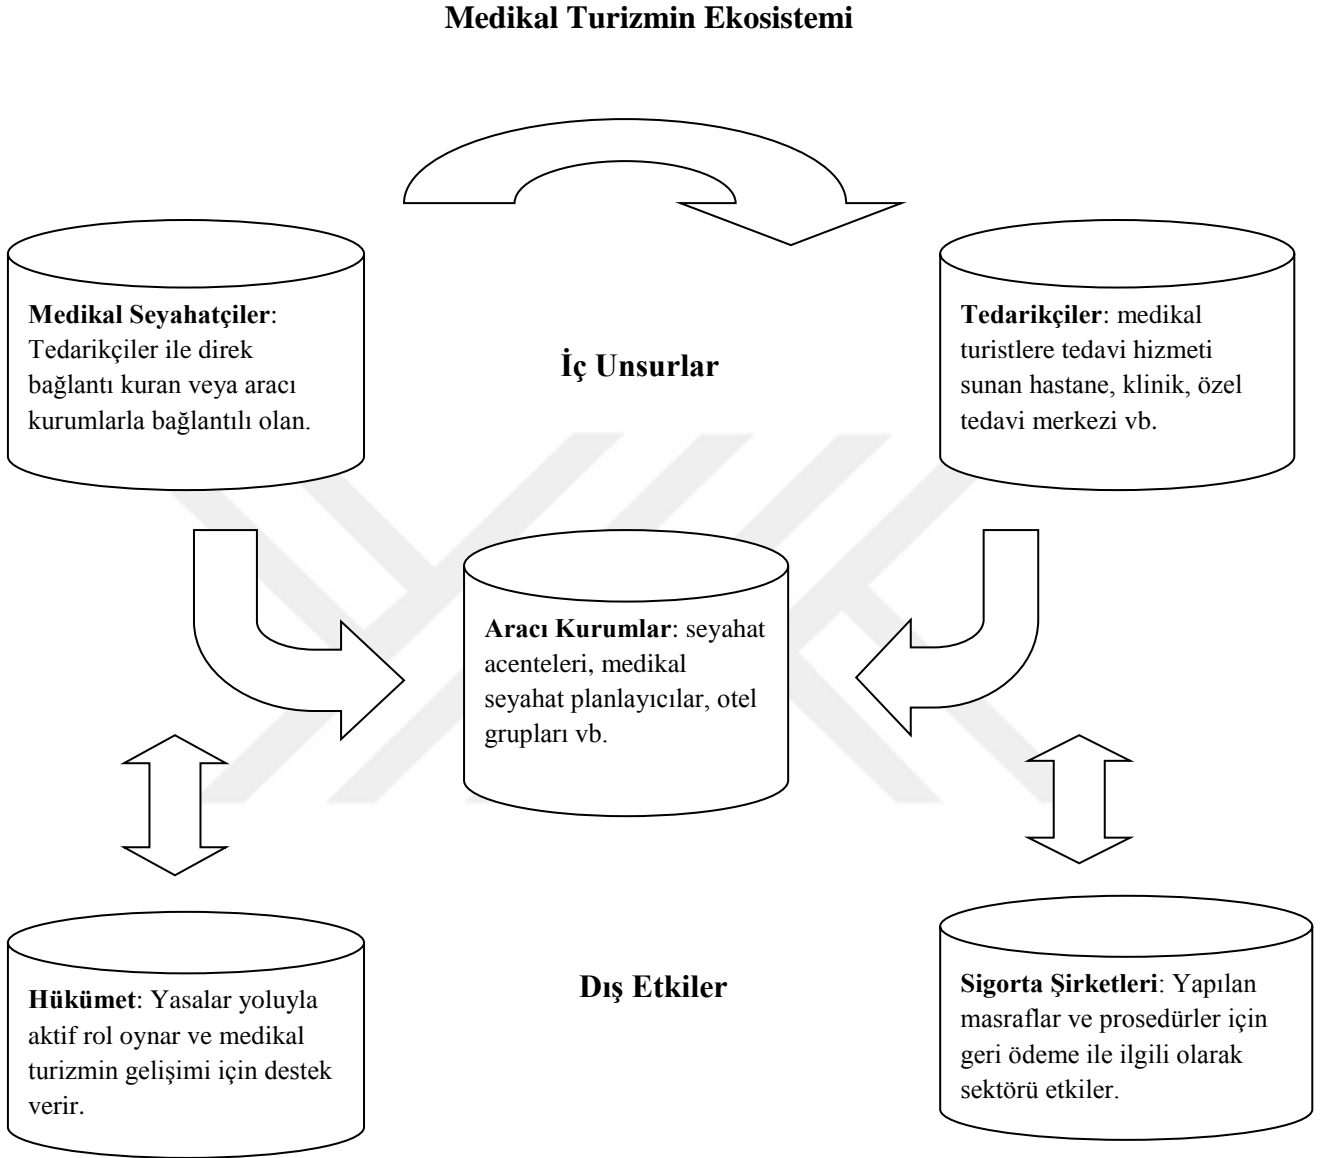 Medikal Turizmin Ekosistemi
Medikal Seyahatçiler:
Tedarikçiler ile direk
bağlantı kuran veya aracı
kurumlarla bağlantılı olan.
İç Unsurlar
Tedarikçiler: medikal
turistlere tedavi hizmeti
sunan hastane, klinik, özel
tedavi merkezi vb.
Aracı Kurumlar: seyahat
acenteleri, medikal
seyahat planlayıcılar, otel
grupları vb.
Hükümet: Yasalar yoluyla
aktif rol oynar ve medikal
turizmin gelişimi için destek
verir.
Dış Etkiler
Sigorta Şirketleri: Yapılan
masraflar ve prosedürler için
geri ödeme ile ilgili olarak
sektörü etkiler.